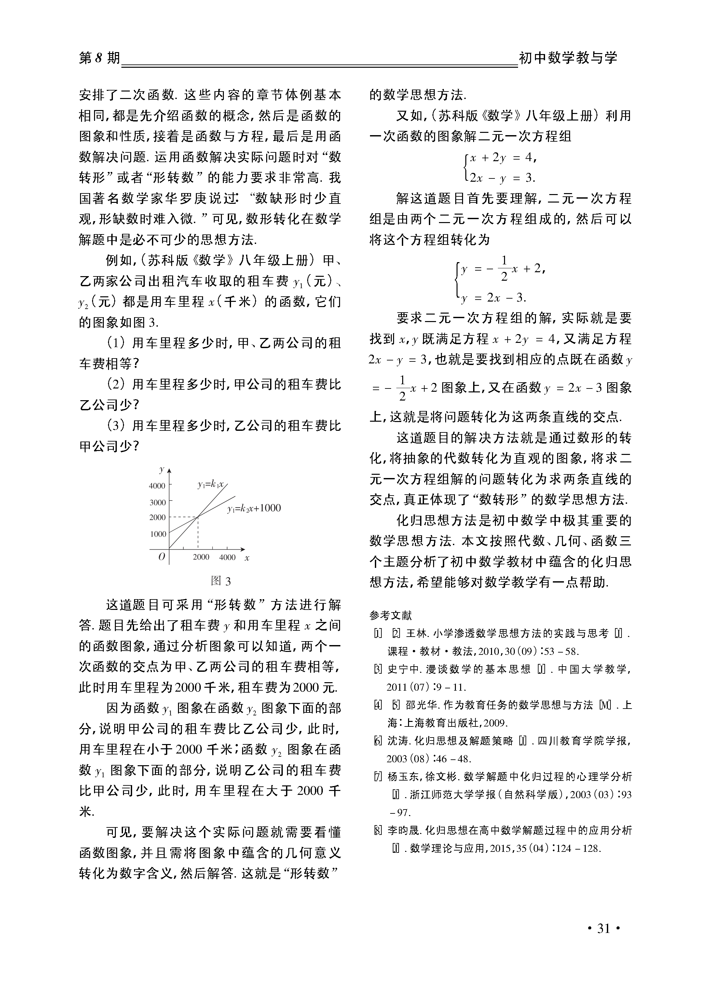 第 8 期
初中数学教与学
安排了二次函数. 这些内容的章节体例基本
相同,都是先介绍函数的概念,然后是函数的
图象和性质,接着是函数与方程,最后是用函
数解决问题. 运用函数解决实际问题时对“数
转形”或者“形转数”的能力要求非常高. 我
国著名数学家华罗庚说过: “数缺形时少直
观,形缺数时难入微. ”可见,数形转化在数学
解题中是必不可少的思想方法.
例如,(苏科版《数学》八年级上册) 甲、
乙两家公司出租汽车收取的租车费 y₁(元)、
y₂(元) 都是用车里程 x(千米) 的函数,它们
的图象如图 3.
(1) 用车里程多少时,甲、乙两公司的租
车费相等?
(2) 用车里程多少时,甲公司的租车费比
乙公司少?
(3) 用车里程多少时,乙公司的租车费比
甲公司少?
y
4000
y₁=k₁x
3000
y₁=k₂x+1000
2000
1000
O 2000 4000 x
图 3
这道题目可采用“形转数”方法进行解
答. 题目先给出了租车费 y 和用车里程 x 之间
的函数图象,通过分析图象可以知道,两个一
次函数的交点为甲、乙两公司的租车费相等,
此时用车里程为2000 千米,租车费为2000 元.
因为函数 y₁ 图象在函数 y₂ 图象下面的部
分,说明甲公司的租车费比乙公司少,此时,
用车里程在小于 2000 千米;函数 y₂ 图象在函
数 y₁ 图象下面的部分,说明乙公司的租车费
比甲公司少,此时,用车里程在大于 2000 千
米.
可见,要解决这个实际问题就需要看懂
函数图象,并且需将图象中蕴含的几何意义
转化为数字含义,然后解答. 这就是“形转数”
的数学思想方法.
又如,(苏科版《数学》八年级上册) 利用
一次函数的图象解二元一次方程组
x + 2y = 4,
2x - y = 3.
解这道题目首先要理解,二元一次方程
组是由两个二元一次方程组成的,然后可以
将这个方程组转化为
y = - 1/2 x + 2,
y = 2x - 3.
要求二元一次方程组的解,实际就是要
找到 x,y 既满足方程 x + 2y = 4,又满足方程
2x - y = 3,也就是要找到相应的点既在函数 y
= - 1/2 x + 2 图象上,又在函数 y = 2x - 3 图象
上,这就是将问题转化为这两条直线的交点.
这道题目的解决方法就是通过数形的转
化,将抽象的代数转化为直观的图象,将求二
元一次方程组解的问题转化为求两条直线的
交点,真正体现了“数转形”的数学思想方法.
化归思想方法是初中数学中极其重要的
数学思想方法. 本文按照代数、几何、函数三
个主题分析了初中数学教材中蕴含的化归思
想方法,希望能够对数学教学有一点帮助.
参考文献
[1] [2] 王林. 小学渗透数学思想方法的实践与思考[J].
课程·教材·教法,2010,30(09):53-58.
[3] 史宁中. 漫谈数学的基本思想[J]. 中国大学教学,
2011(07):9-11.
[4] [5] 邵光华. 作为教育任务的数学思想与方法[M]. 上
海:上海教育出版社,2009.
[6] 沈涛. 化归思想及解题策略[J]. 四川教育学院学报,
2003(08):46-48.
[7] 杨玉东,徐文彬. 数学解题中化归过程的心理学分析
[J]. 浙江师范大学学报(自然科学版),2003(03):93
-97.
[8] 李昀晟. 化归思想在高中数学解题过程中的应用分析
[J]. 数学理论与应用,2015,35(04):124-128.
· 31 ·